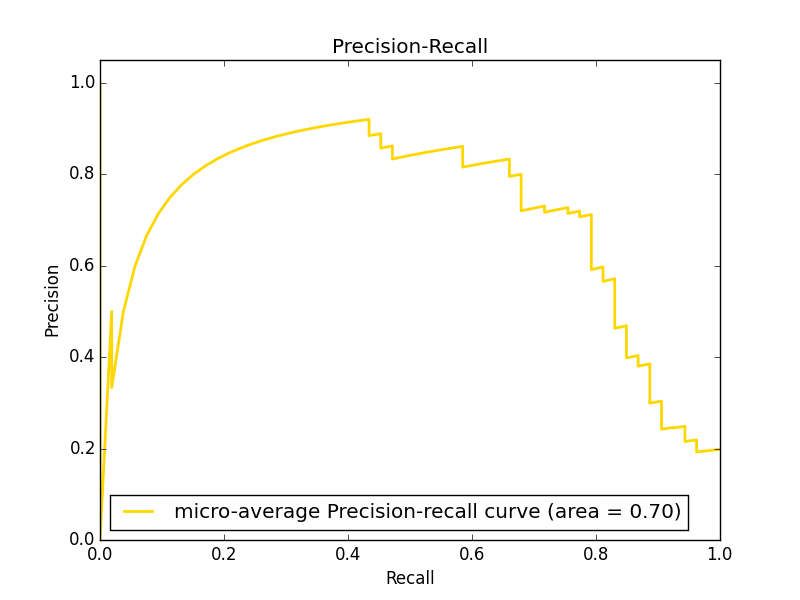 Precision-Recall
1.0
0.8
0.6
0.4
0.2
0.0
Precision
micro-average Precision-recall curve (area = 0.70)
0.0 0.2 0.4 0.6 0.8 1.0
Recall